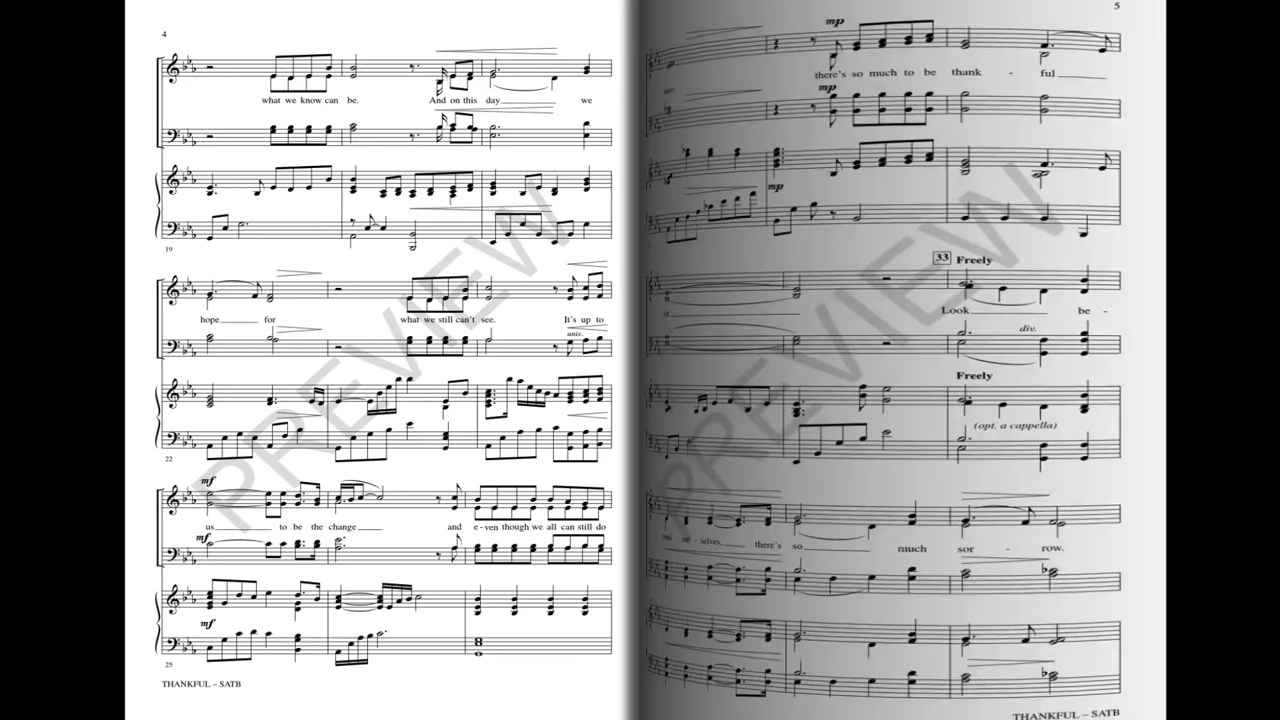 4
what we know can be. And on this day we
19
hope for what we still can't see. It's up to
unis.
22
mf
us to be the change and e - ven though we all can still do
mf
mf
25
THANKFUL – SATB
PREVIEW
5
mp
there's so much to be thank - ful
mp
mp
33 Freely
Look be -
div.
Freely
(opt. a cappella)
there's so much sor - row.
THANKFUL – SATB
PREVIEW